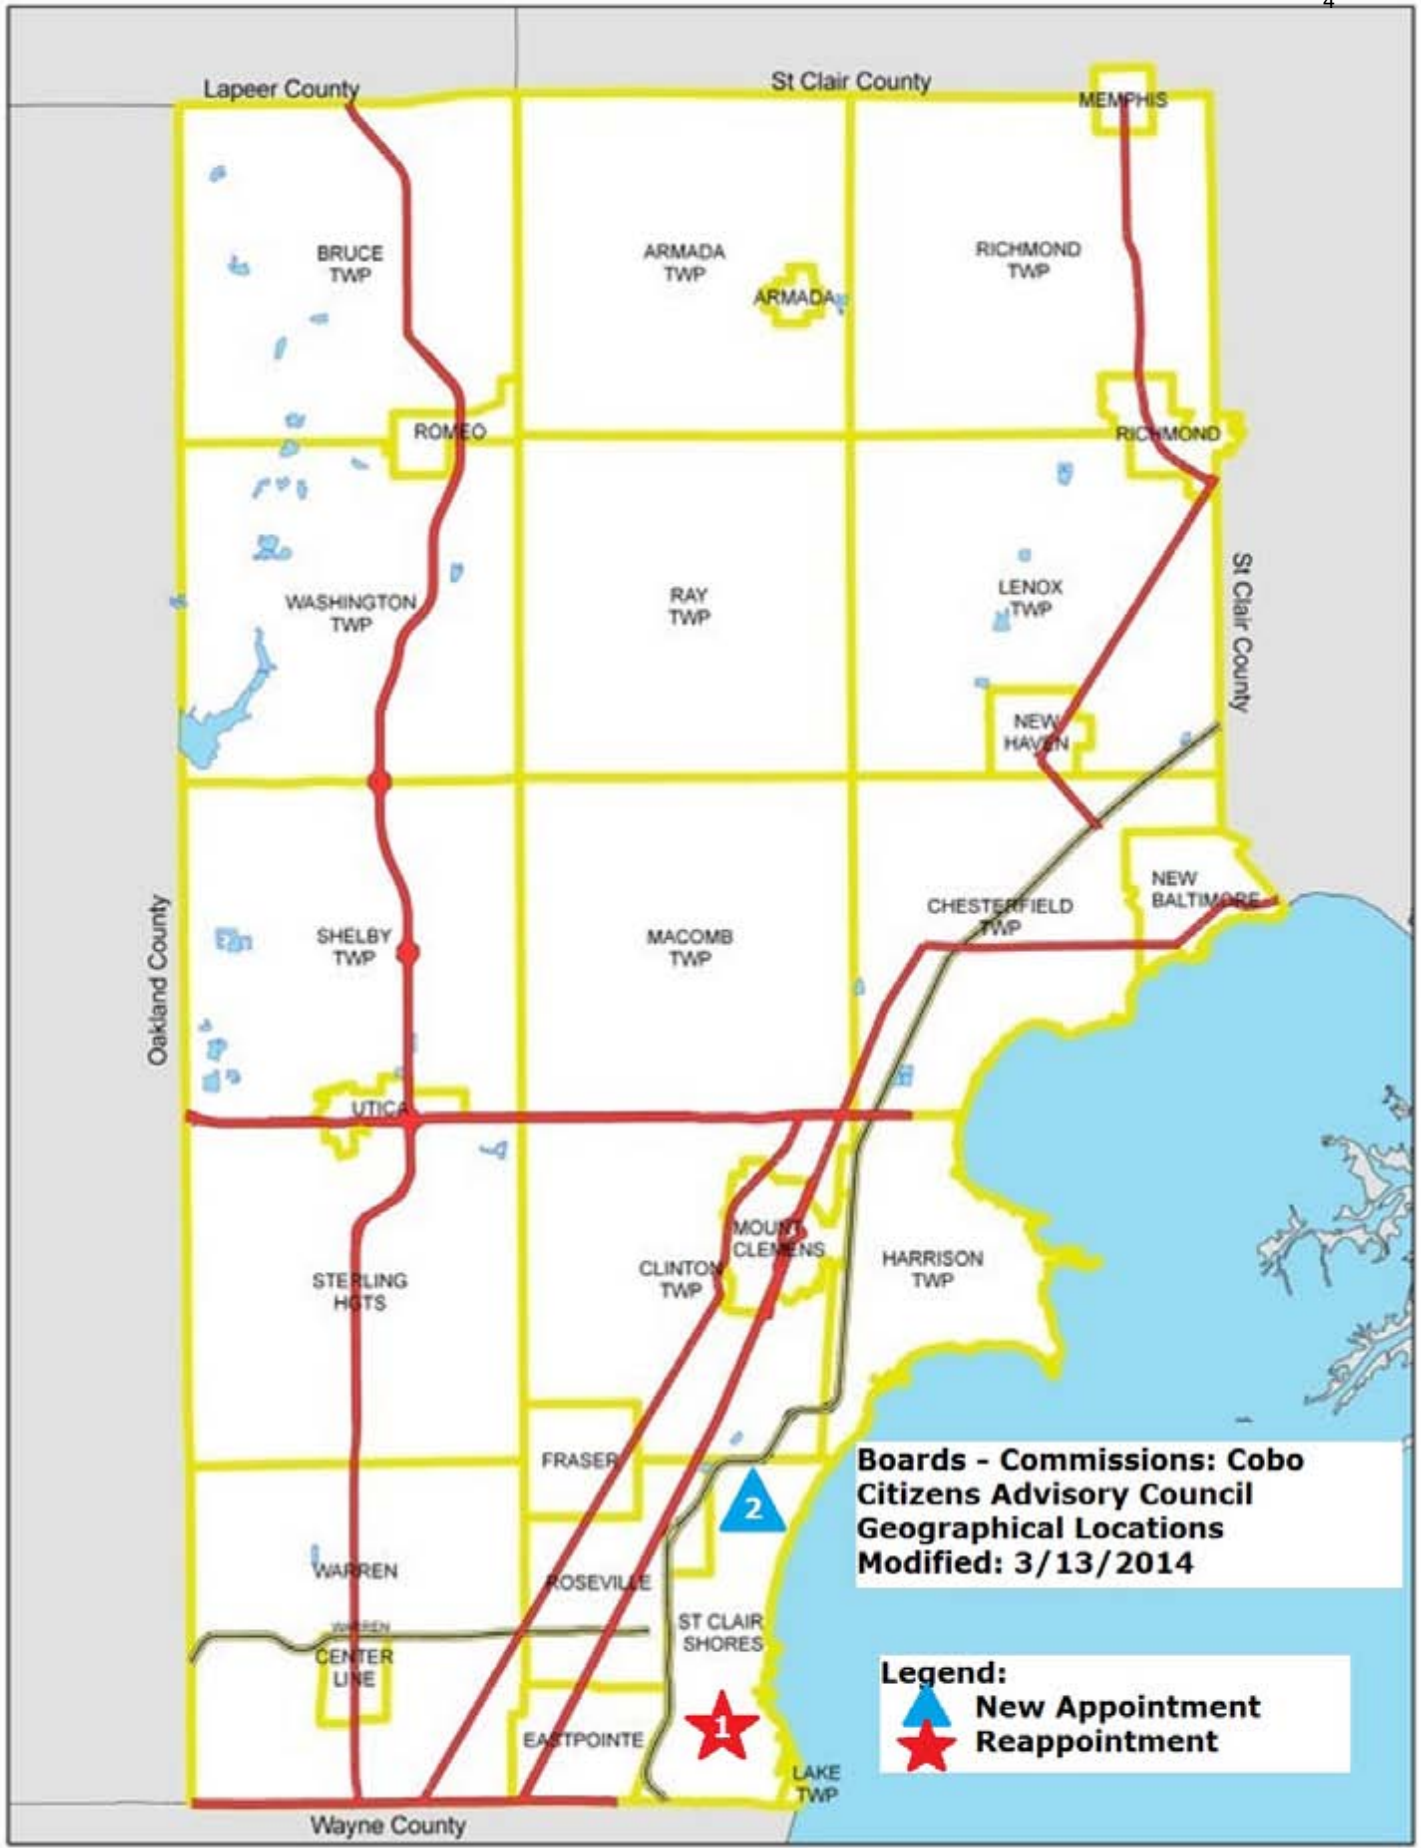 4
Lapeer County
St Clair County
MEMPHIS
BRUCE
TWP
ARMADA
TWP
ARMADA
RICHMOND
TWP
ROMEO
RICHMOND
WASHINGTON
TWP
RAY
TWP
LENOX
TWP
St Clair County
NEW
HAVEN
Oakland County
SHELBY
TWP
MACOMB
TWP
CHESTERFIELD
TWP
NEW
BALTIMORE
UTICA
MOUNT
CLEMENS
STERLING
HGTS
CLINTON
TWP
HARRISON
TWP
FRASER
2
Boards - Commissions: Cobo
Citizens Advisory Council
Geographical Locations
Modified: 3/13/2014
WARREN
ROSEVILLE
WARREN
CENTER
LINE
ST CLAIR
SHORES
1
EASTPOINTE
LAKE
TWP
Legend:
New Appointment
Reappointment
Wayne County